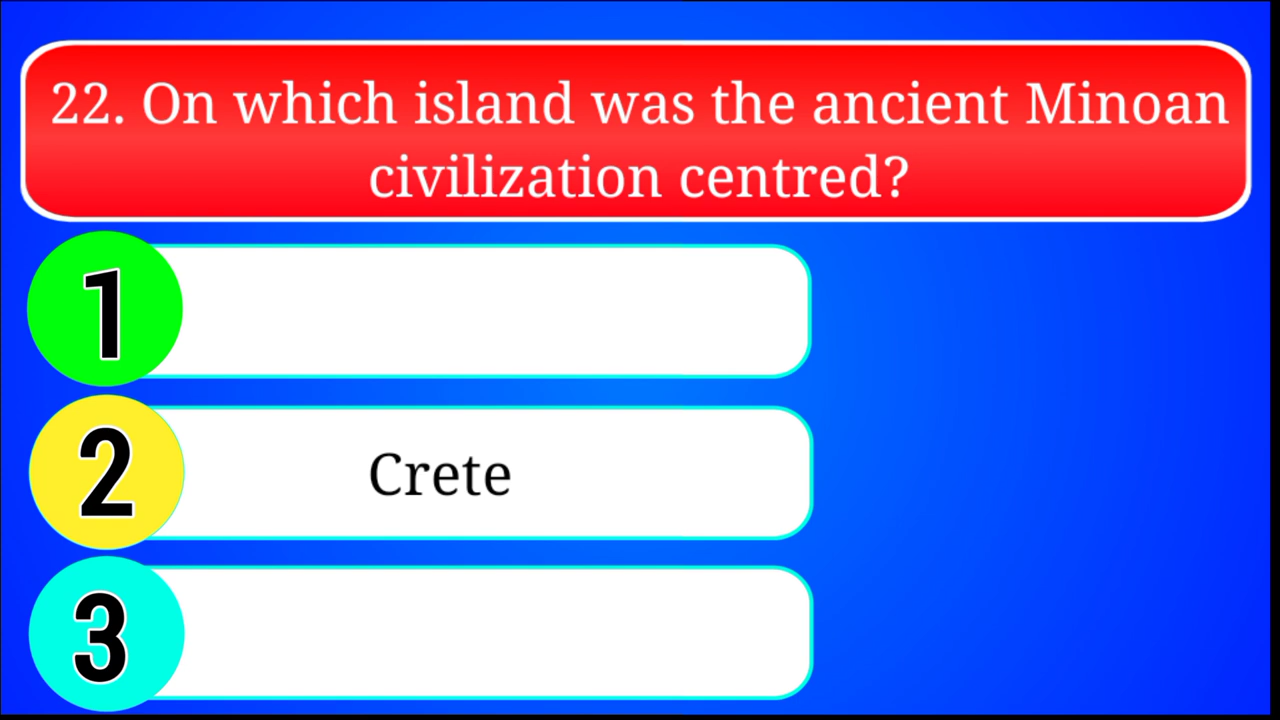 22. On which island was the ancient Minoan
civilization centred?
1
2
Crete
3